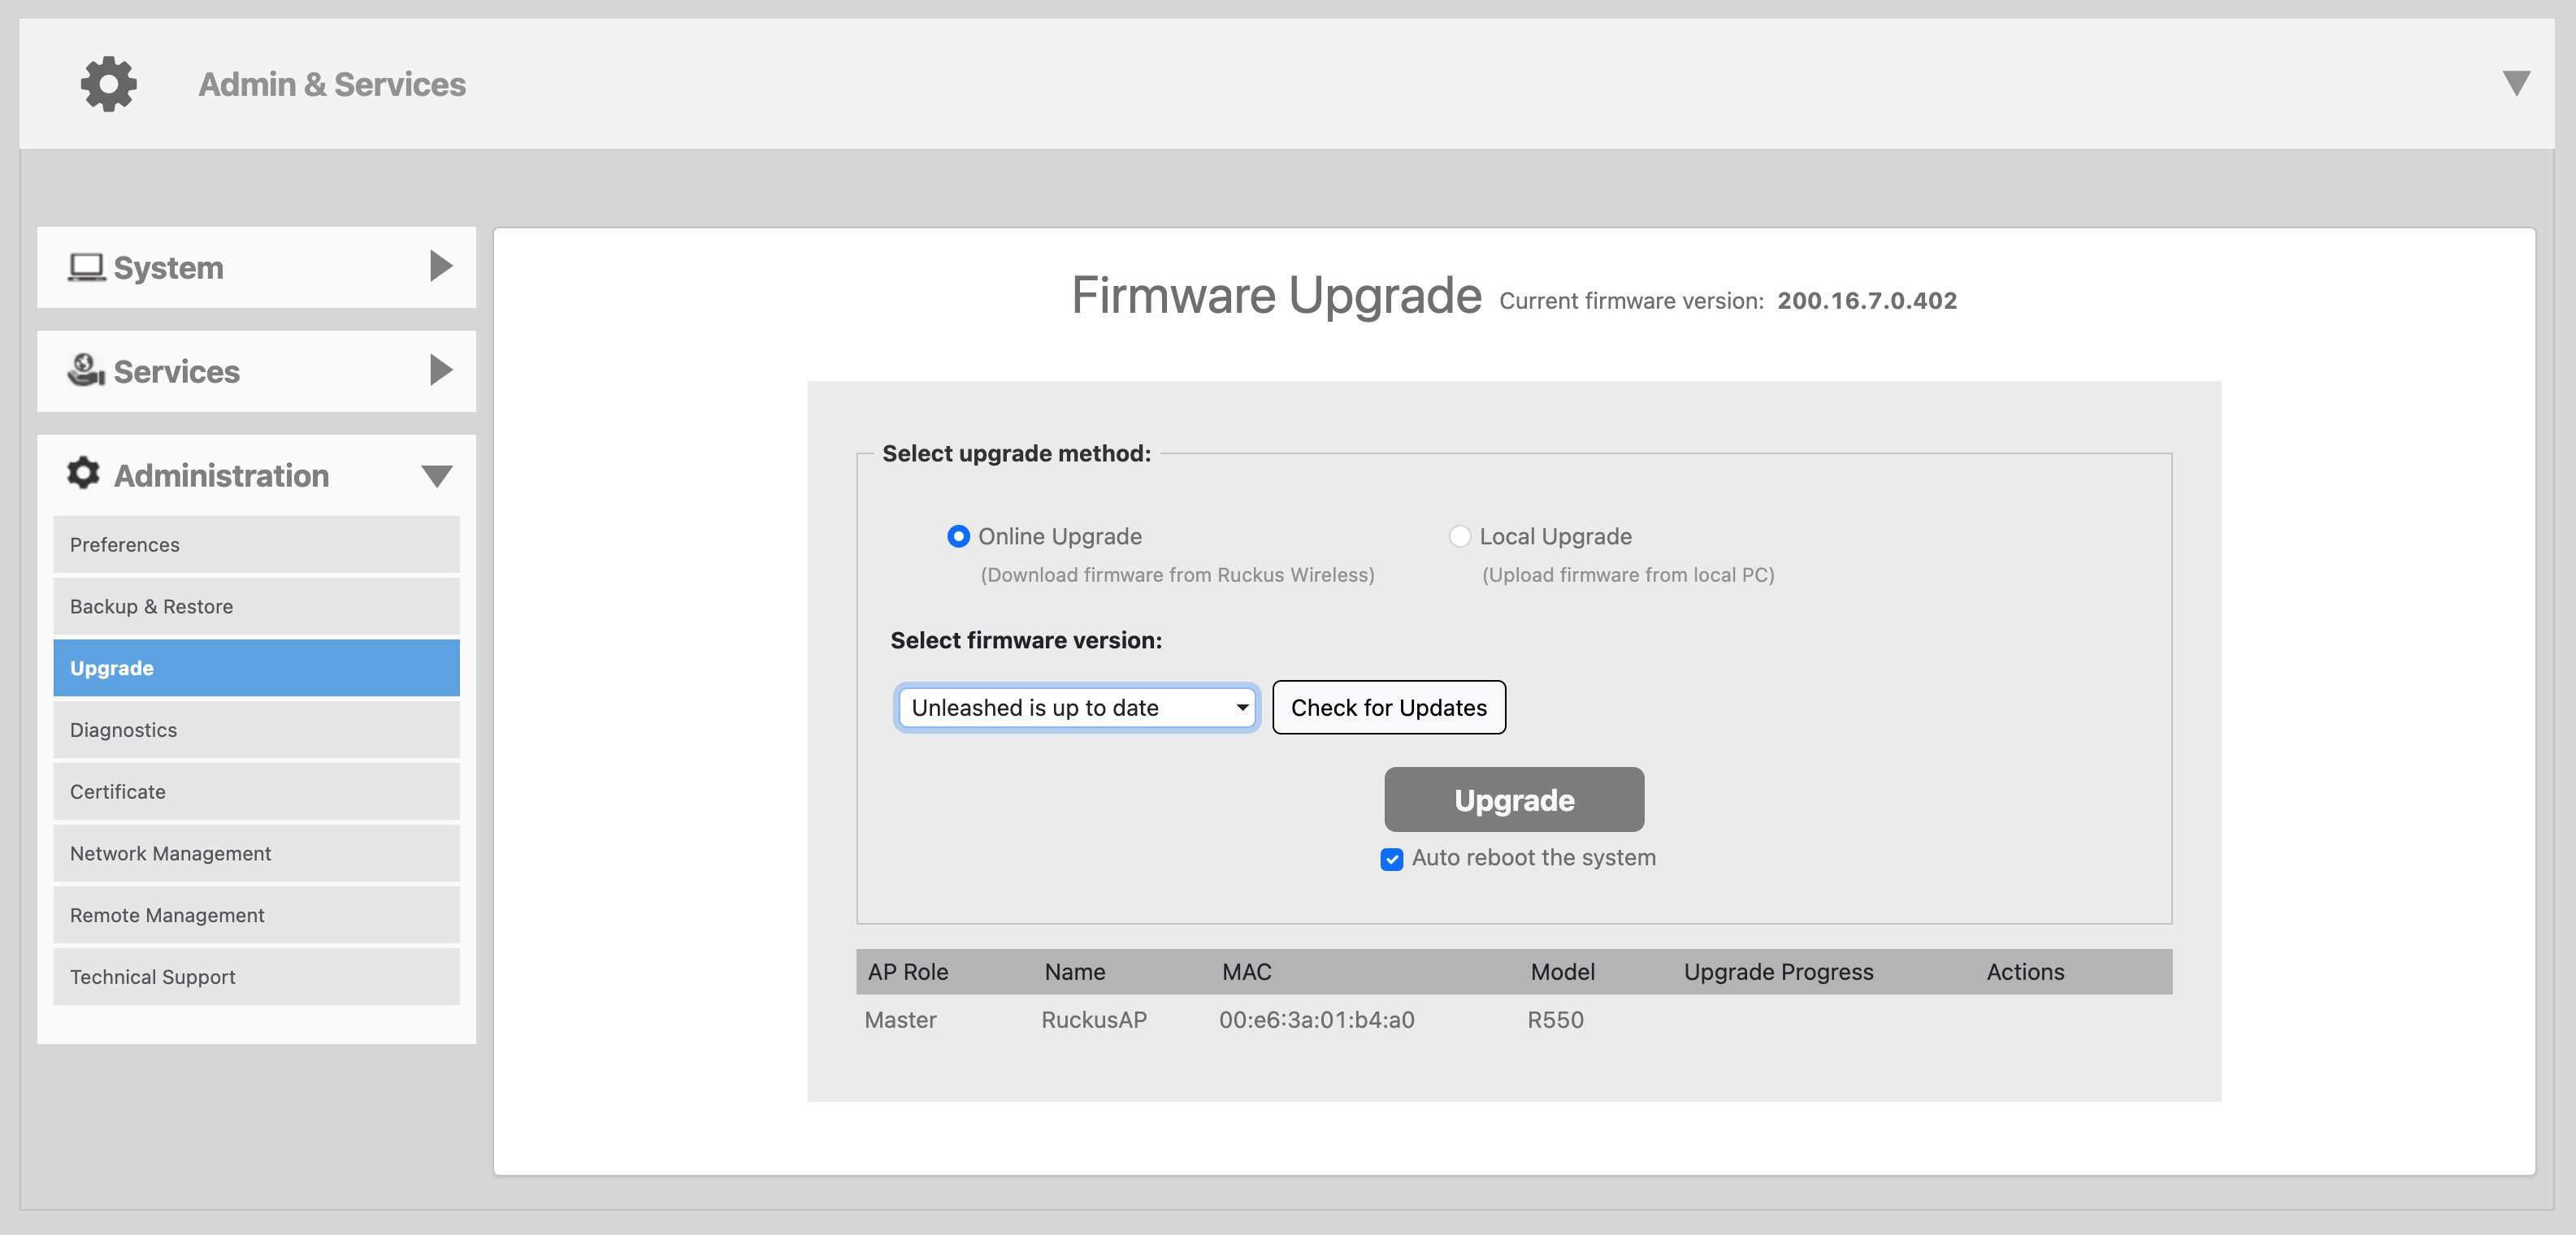 Admin & Services
System
Services
Administration
Preferences
Backup & Restore
Upgrade
Diagnostics
Certificate
Network Management
Remote Management
Technical Support
Firmware Upgrade Current firmware version: 200.16.7.0.402
Select upgrade method:
Online Upgrade Local Upgrade
(Download firmware from Ruckus Wireless) (Upload firmware from local PC)
Select firmware version:
Unleashed is up to date Check for Updates
Upgrade
Auto reboot the system
AP Role Name MAC Model Upgrade Progress Actions
Master RuckusAP 00:e6:3a:01:b4:a0 R550